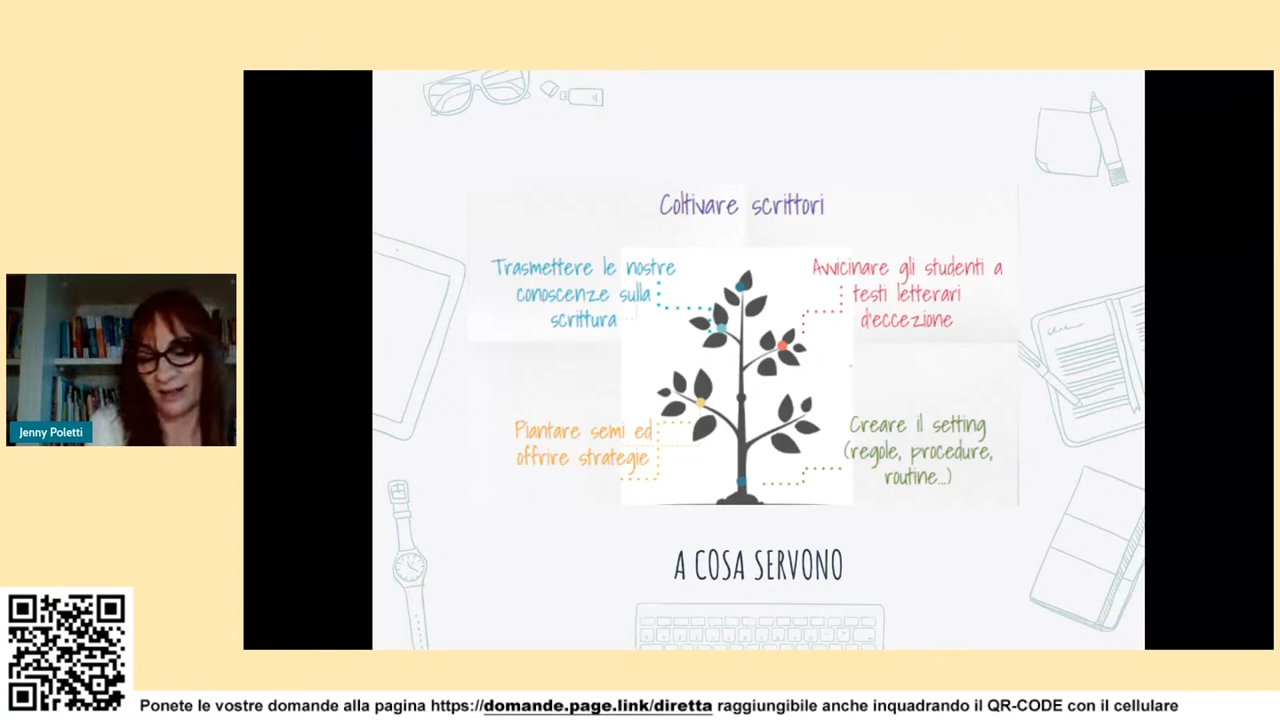 Coltivare scrittori
Trasmettere le nostre
conoscenze sulla
scrittura
Avvicinare gli studenti a
testi letterari
d'eccezione
Piantare semi ed
offrire strategie
Creare il setting
(regole, procedure,
routine...)
A COSA SERVONO
Jenny Poletti
Ponete le vostre domande alla pagina https://domande.page.link/diretta raggiungibile anche inquadrando il QR-CODE con il cellulare